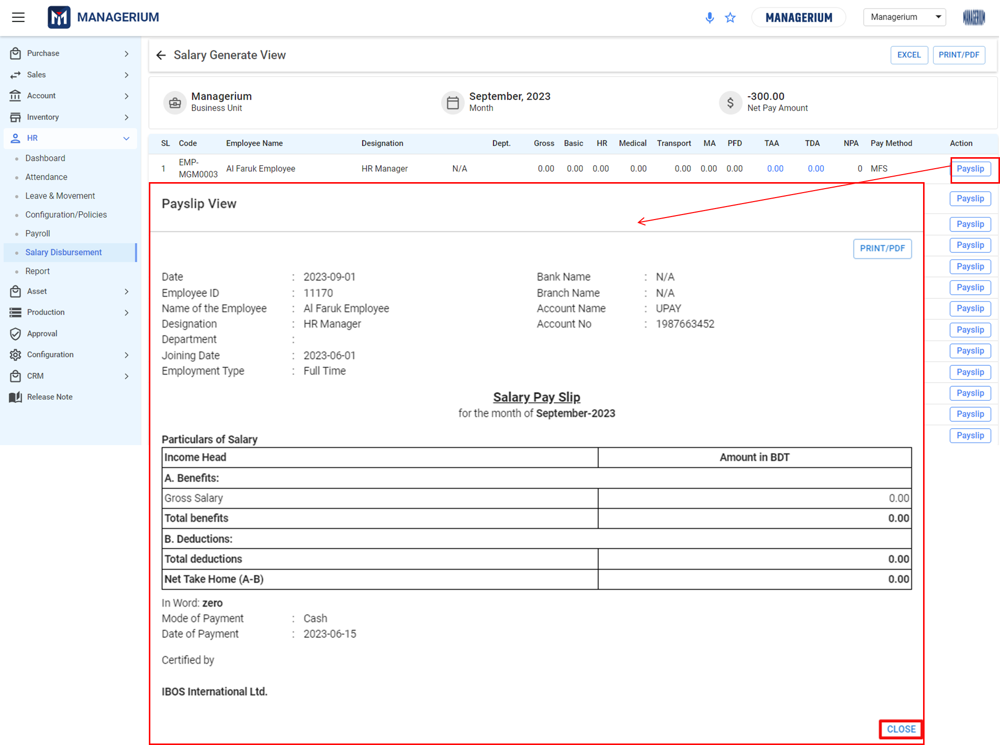 MANAGERIUM
MANAGERIUM
Managerium
MANAGERIUM
Purchase
Sales
Account
Inventory
HR
Dashboard
Attendance
Leave & Movement
Configuration/Policies
Payroll
Salary Disbursement
Report
Asset
Production
Approval
Configuration
CRM
Release Note
Salary Generate View
EXCEL
PRINT/PDF
Managerium
Business Unit
September, 2023
Month
-300.00
Net Pay Amount
SL Code Employee Name Designation Dept. Gross Basic HR Medical Transport MA PFD TAA TDA NPA Pay Method Action
1 EMP-MGM0003 Al Faruk Employee HR Manager N/A 0.00 0.00 0.00 0.00 0.00 0.00 0.00 0.00 0.00 0 MFS Payslip
Payslip
Payslip
Payslip
Payslip
Payslip
Payslip
Payslip
Payslip
Payslip
Payslip
Payslip
Payslip
Payslip View
PRINT/PDF
Date : 2023-09-01 Bank Name : N/A
Employee ID : 11170 Branch Name : N/A
Name of the Employee : Al Faruk Employee Account Name : UPAY
Designation : HR Manager Account No : 1987663452
Department :
Joining Date : 2023-06-01
Employment Type : Full Time
Salary Pay Slip
for the month of September-2023
Particulars of Salary
Income Head Amount in BDT
A. Benefits:
Gross Salary 0.00
Total benefits 0.00
B. Deductions:
Total deductions 0.00
Net Take Home (A-B) 0.00
In Word: zero
Mode of Payment : Cash
Date of Payment : 2023-06-15
Certified by
IBOS International Ltd.
CLOSE